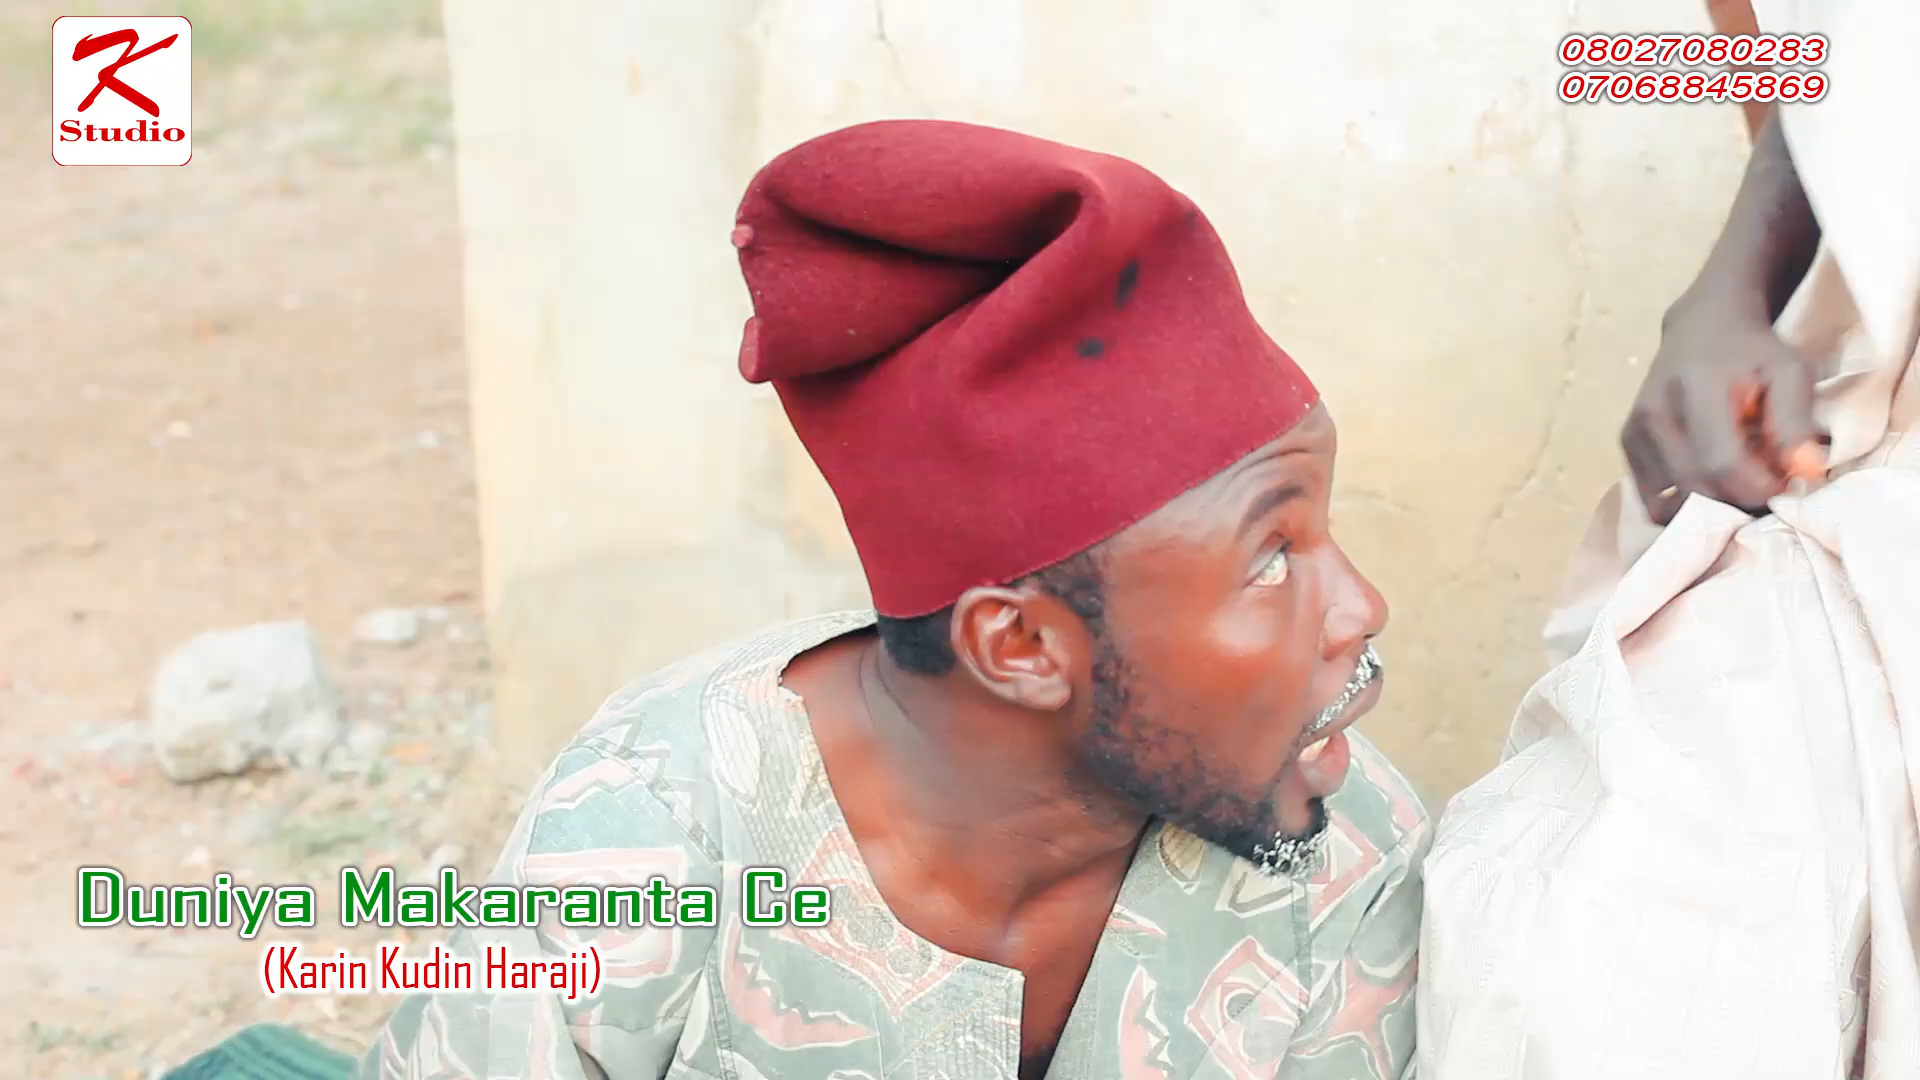 K
Studio
08027080283
07068845869
Duniya Makaranta Ce
(Karin Kudin Haraji)